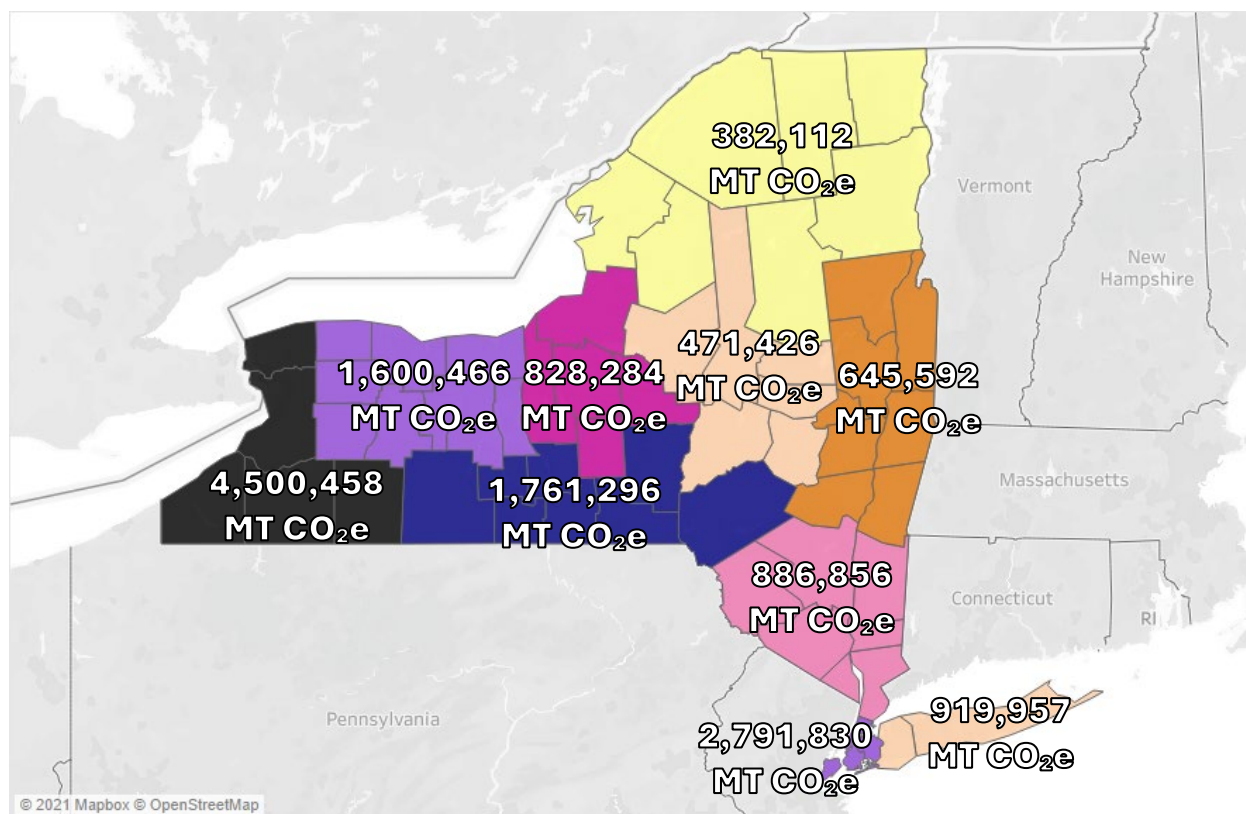 382,112
MT CO₂e
Vermont
New
Hampshire
471,426
MT CO₂e
1,600,466
MT CO₂e
828,284
MT CO₂e
645,592
MT CO₂e
Massachusetts
4,500,458
MT CO₂e
1,761,296
MT CO₂e
886,856
MT CO₂e
Connecticut
RI
Pennsylvania
919,957
MT CO₂e
2,791,830
MT CO₂e
© 2021 Mapbox © OpenStreetMap